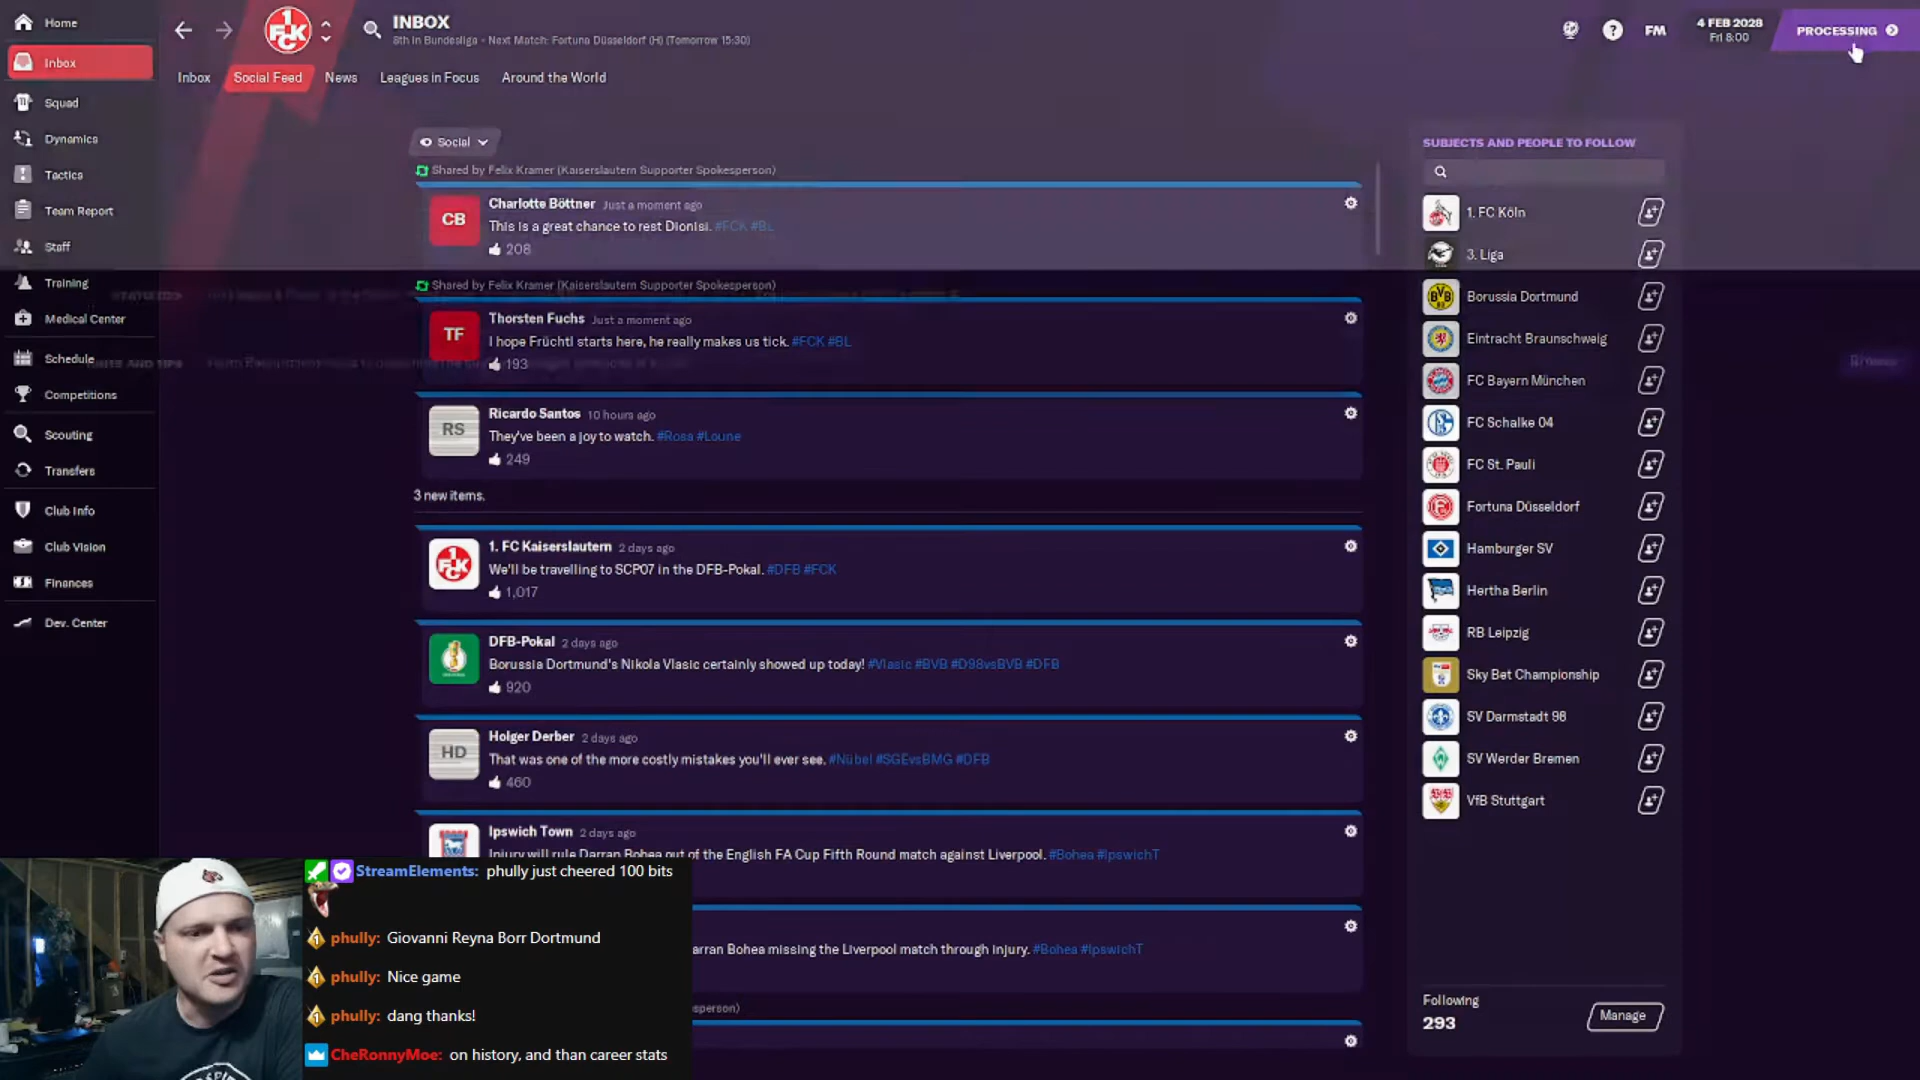 Home
INBOX
8th in Bundesliga - Next Match: Fortuna Düsseldorf (H) (Tomorrow 15:30)
FM
4 FEB 2028
Fri 8:00
PROCESSING
Inbox
Inbox
Social Feed
News
Leagues in Focus
Around the World
Squad
Dynamics
Tactics
Team Report
Staff
Training
Medical Center
Schedule
Competitions
Scouting
Transfers
Club Info
Club Vision
Finances
Dev. Center
Social
Shared by Felix Kramer (Kaiserslautern Supporter Spokesperson)
CB
Charlotte Böttner Just a moment ago
This is a great chance to rest Dionisi. #FCK #BL
208
Shared by Felix Kramer (Kaiserslautern Supporter Spokesperson)
TF
Thorsten Fuchs Just a moment ago
I hope Früchtl starts here, he really makes us tick. #FCK #BL
193
RS
Ricardo Santos 10 hours ago
They've been a joy to watch. #Rosa #Loune
249
3 new items.
1. FC Kaiserslautern 2 days ago
We'll be travelling to SCP07 in the DFB-Pokal. #DFB #FCK
1,017
DFB-Pokal 2 days ago
Borussia Dortmund's Nikola Vlasic certainly showed up today! #Vlasic #BVB #D98vsBVB #DFB
920
HD
Holger Derber 2 days ago
That was one of the more costly mistakes you'll ever see. #Nübel #SGEvsBMG #DFB
460
Ipswich Town 2 days ago
Injury will rule Darran Bohea out of the English FA Cup Fifth Round match against Liverpool. #Bohea #IpswichT
arran Bohea missing the Liverpool match through injury. #Bohea #IpswichT
sperson)
SUBJECTS AND PEOPLE TO FOLLOW
1. FC Köln
3. Liga
Borussia Dortmund
Eintracht Braunschweig
FC Bayern München
FC Schalke 04
FC St. Pauli
Fortuna Düsseldorf
Hamburger SV
Hertha Berlin
RB Leipzig
Sky Bet Championship
SV Darmstadt 98
SV Werder Bremen
VfB Stuttgart
Following
293
Manage
StreamElements: phully just cheered 100 bits
phully: Giovanni Reyna Borr Dortmund
phully: Nice game
phully: dang thanks!
CheRonnyMoe: on history, and than career stats